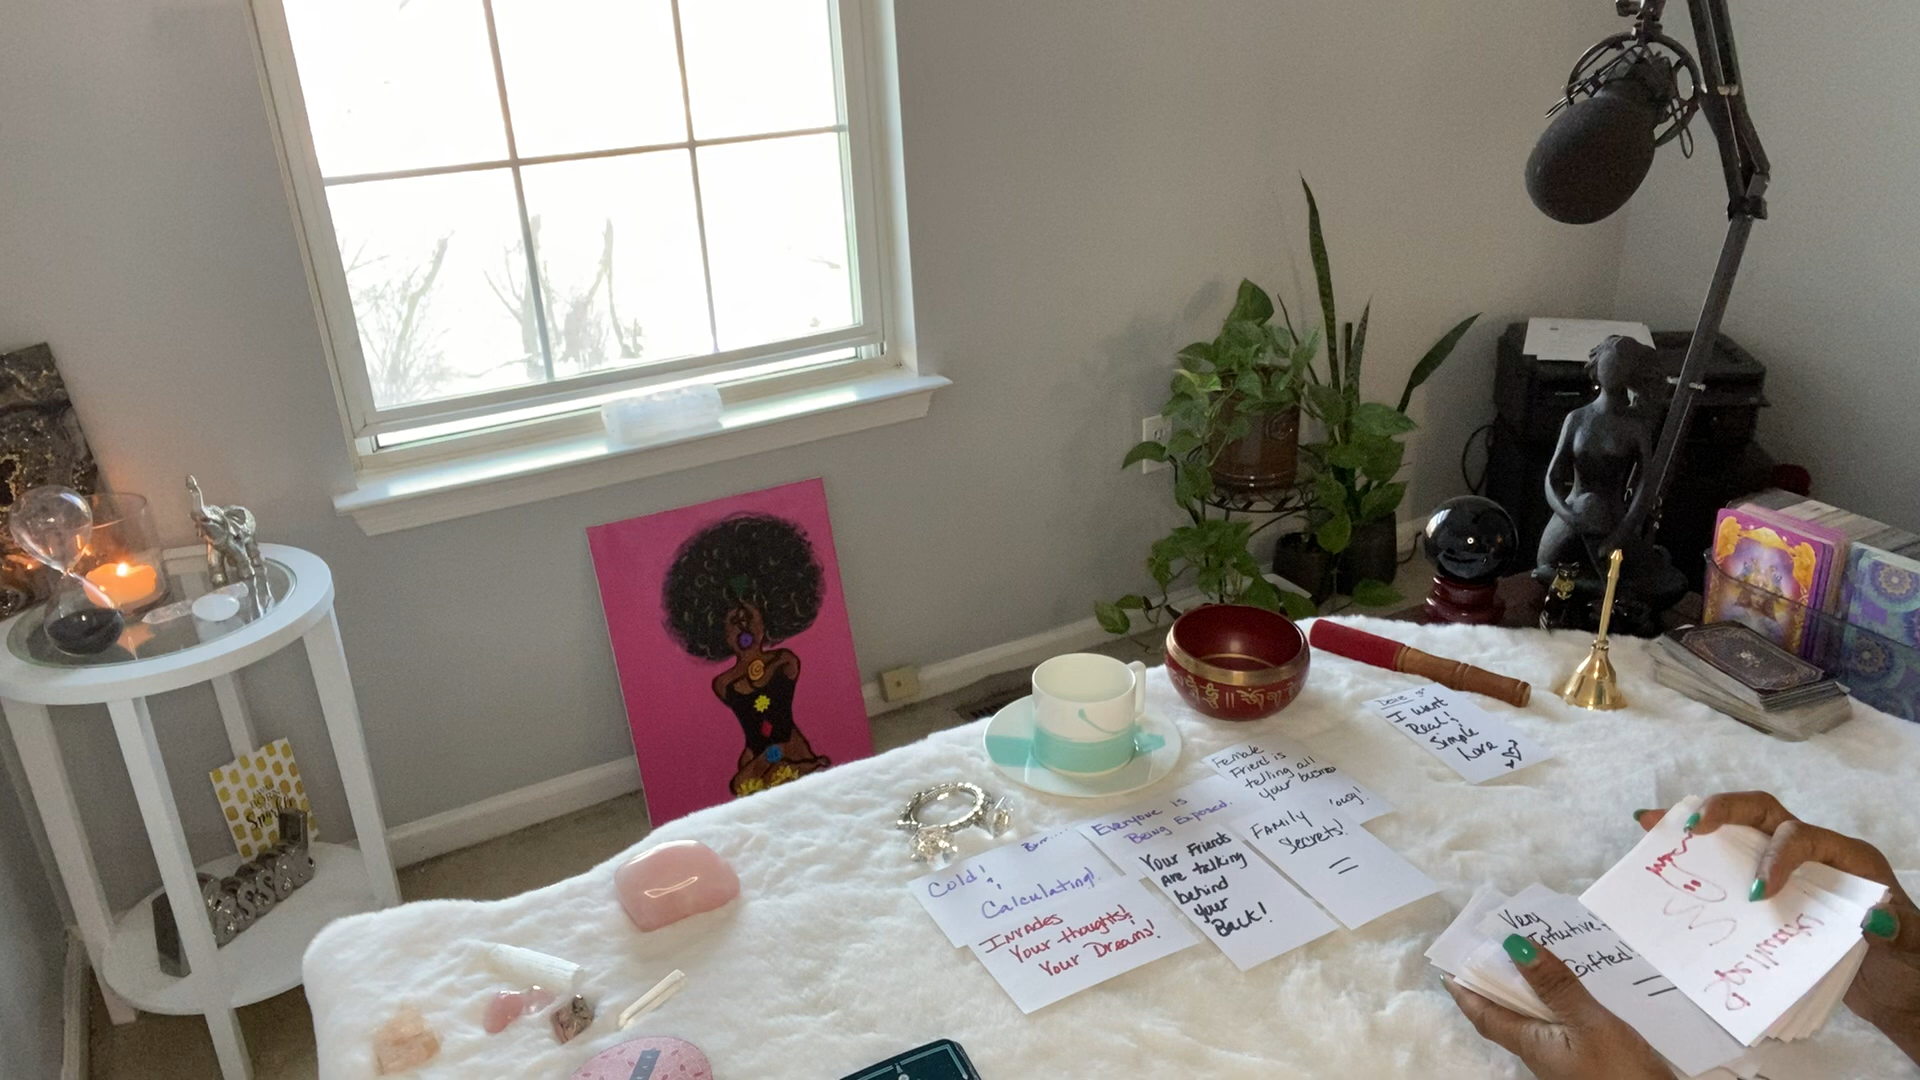 Cold!
&
Calculating!
Invades
Your thoughts!
Your Dreams!
Everyone is
Being Exposed.
Your Friends
Are talking
behind
your
Back!
Female
Friend is
telling all
your busine
FAMILY
Secrets!
I want
Real &
Simple
Love
Very
Intuitive &
Gifted!